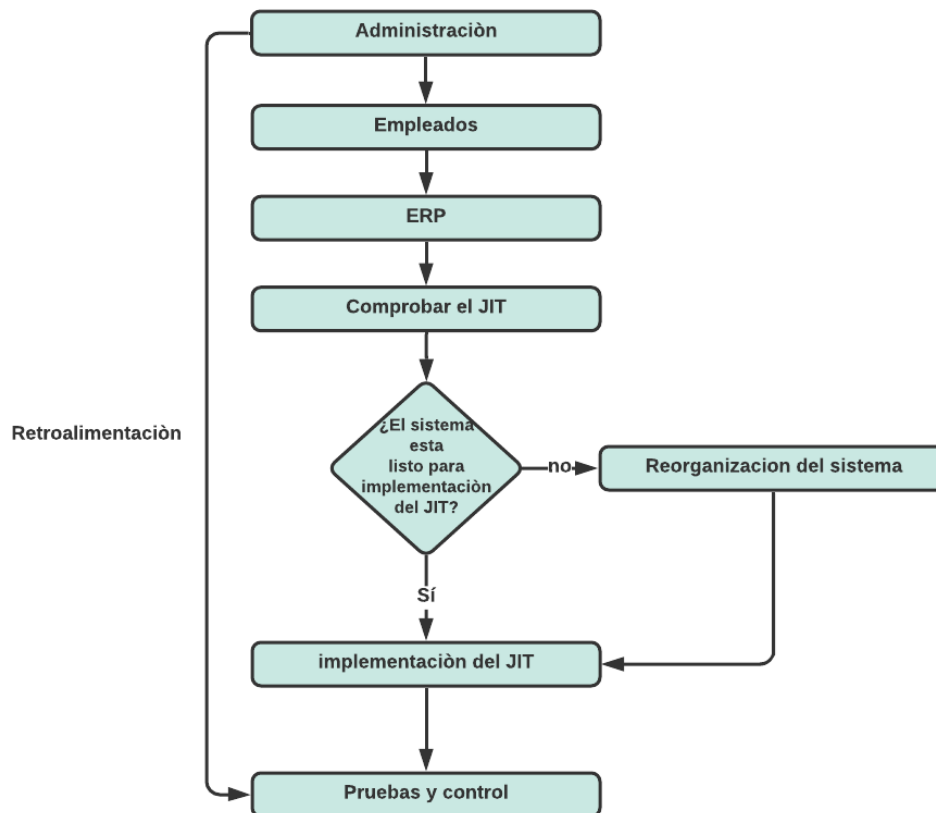 Administraciòn
Empleados
ERP
Comprobar el JIT
Retroalimentaciòn
¿El sistema
esta
listo para
implementaciòn
del JIT?
no
Reorganizacion del sistema
Sí
implementaciòn del JIT
Pruebas y control